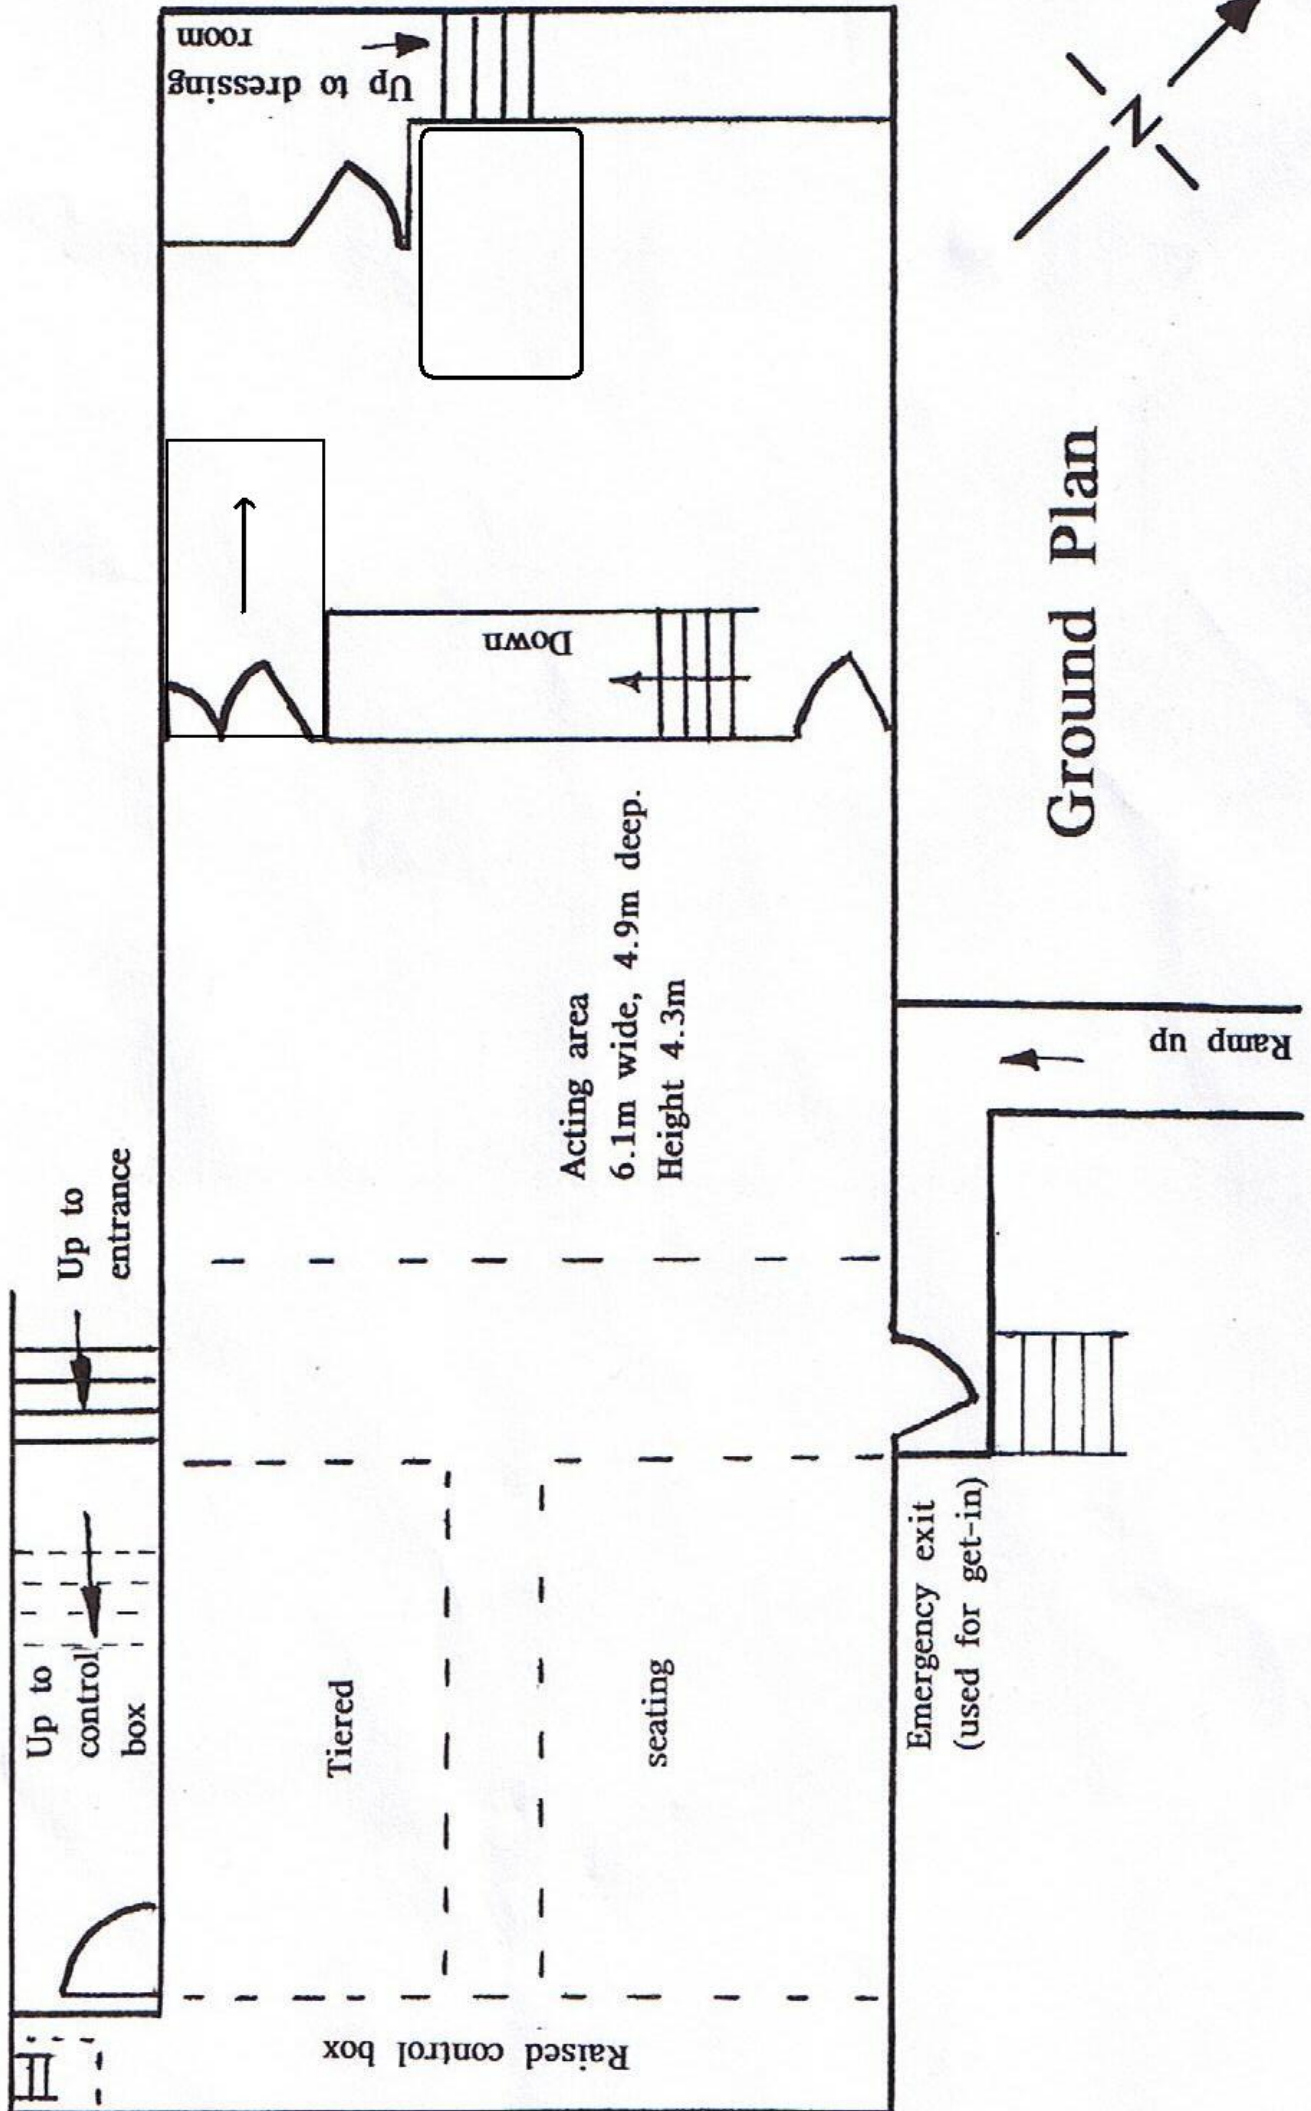 Up to dressing
room
Down
Acting area
6.1m wide, 4.9m deep.
Height 4.3m
Up to
entrance
Up to
control
box
Tiered
seating
Raised control box
Emergency exit
(used for get-in)
Ramp up
Ground Plan
N